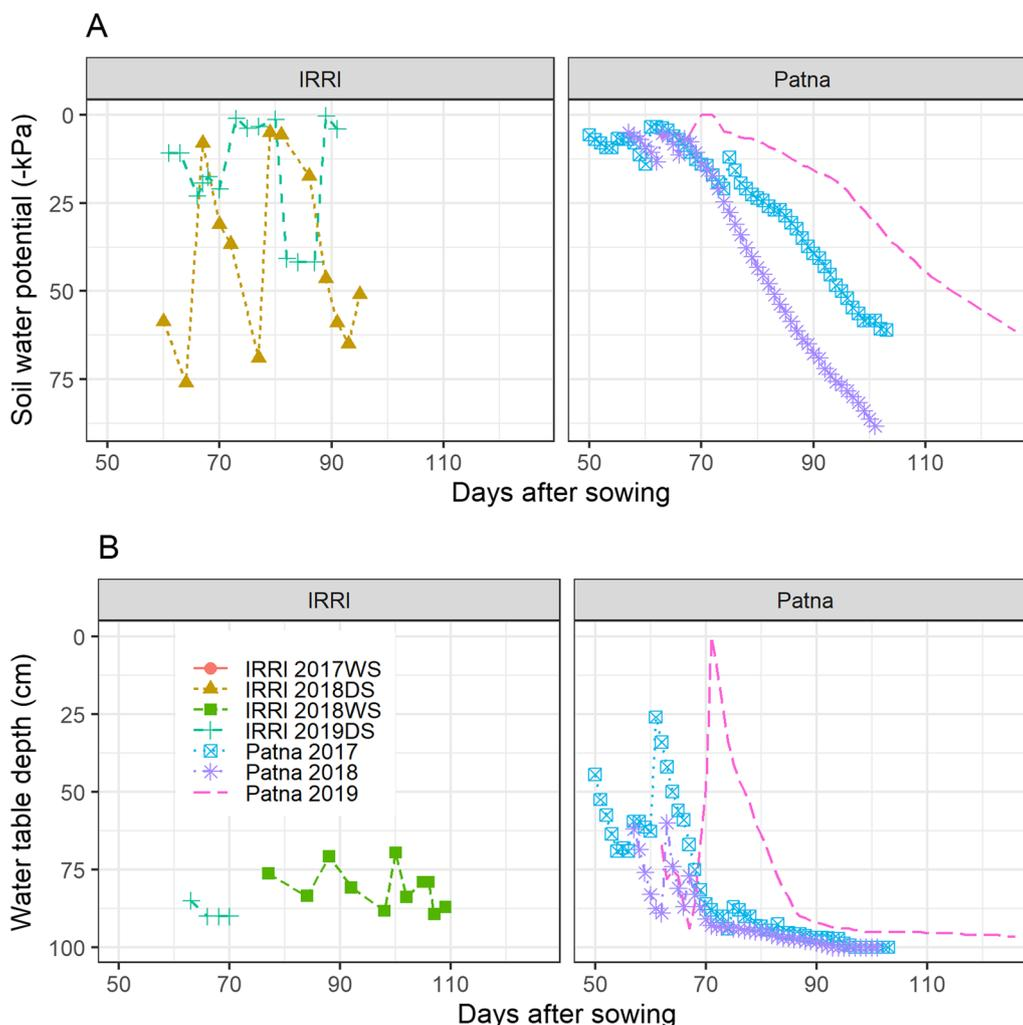 A
IRRI
Patna
Soil water potential (-kPa)
0
25
50
75
50 70 90 110
50 70 90 110
Days after sowing
B
IRRI
Patna
Water table depth (cm)
0
25
50
75
100
IRRI 2017WS
IRRI 2018DS
IRRI 2018WS
IRRI 2019DS
Patna 2017
Patna 2018
Patna 2019
50 70 90 110
50 70 90 110
Days after sowing